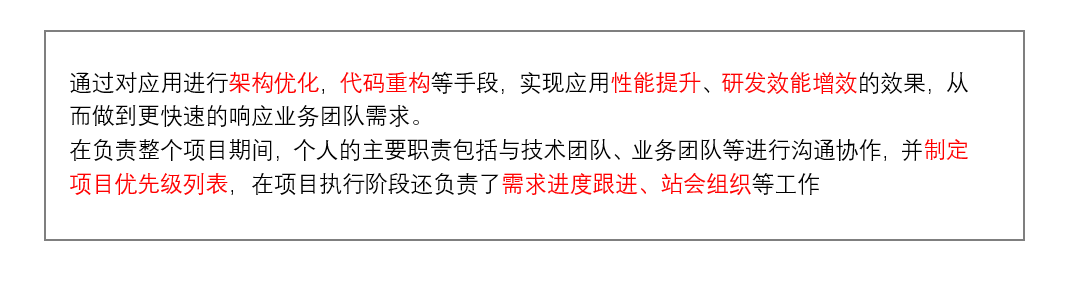 通过对应用进行架构优化，代码重构等手段，实现应用性能提升、研发效能增效的效果，从
而做到更快速的响应业务团队需求。
在负责整个项目期间，个人的主要职责包括与技术团队、业务团队等进行沟通协作，并制定
项目优先级列表，在项目执行阶段还负责了需求进度跟进、站会组织等工作